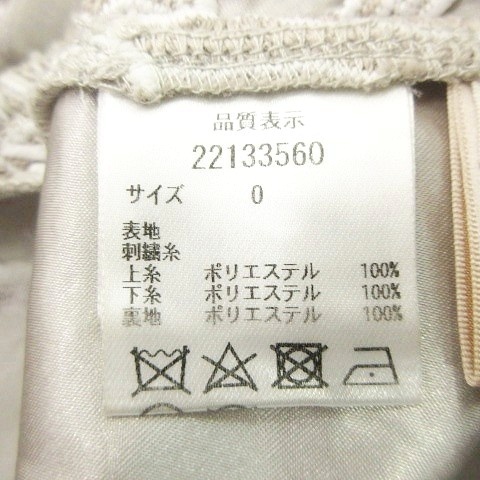 品質表示
22133560
サイズ 0
表地
刺繍糸
上糸 ポリエステル 100%
下糸 ポリエステル 100%
裏地 ポリエステル 100%